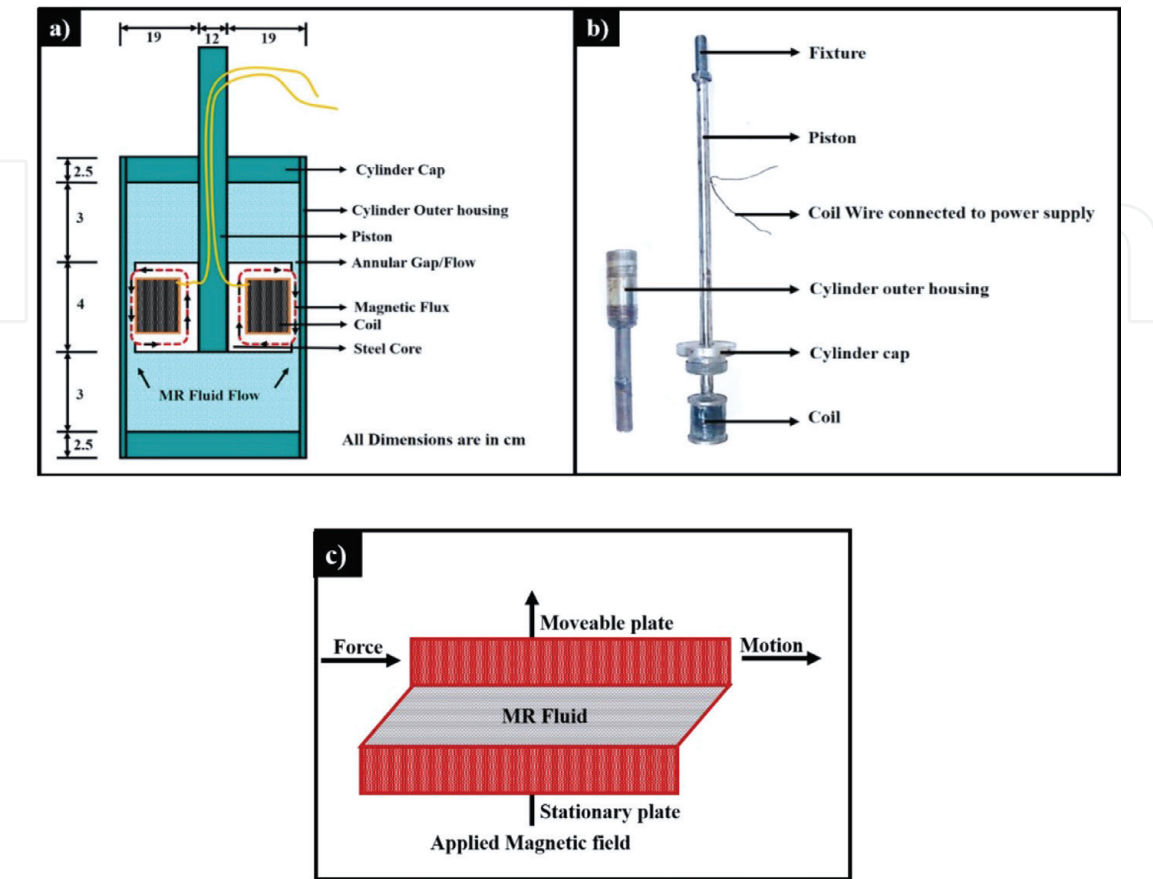 a)
19
12
19
2.5
3
4
3
2.5
Cylinder Cap
Cylinder Outer housing
Piston
Annular Gap/Flow
Magnetic Flux
Coil
Steel Core
MR Fluid Flow
All Dimensions are in cm
b)
Fixture
Piston
Coil Wire connected to power supply
Cylinder outer housing
Cylinder cap
Coil
c)
Moveable plate
Force
Motion
MR Fluid
Stationary plate
Applied Magnetic field